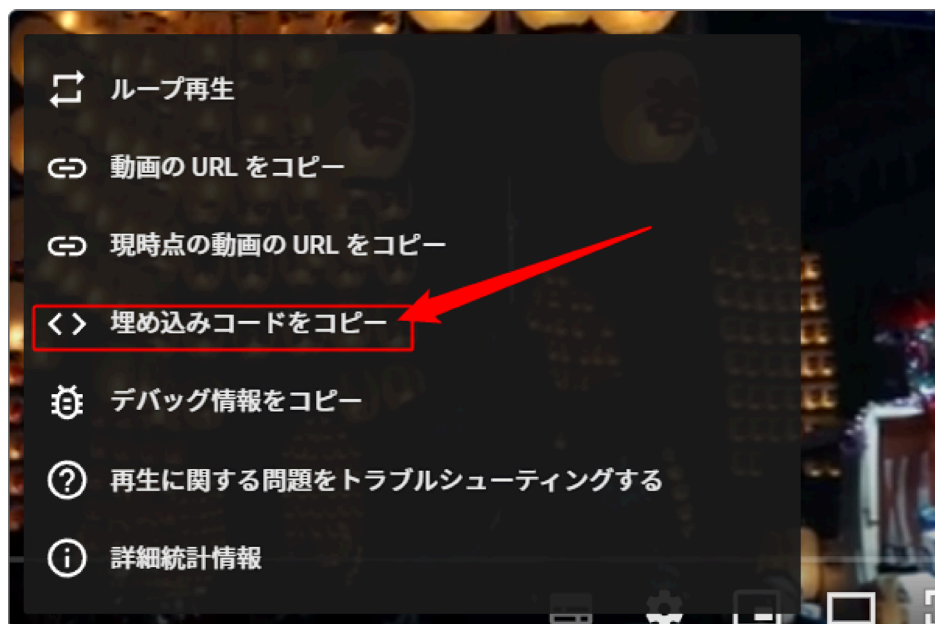 ループ再生
動画の URL をコピー
現時点の動画の URL をコピー
埋め込みコードをコピー
デバッグ情報をコピー
再生に関する問題をトラブルシューティングする
詳細統計情報